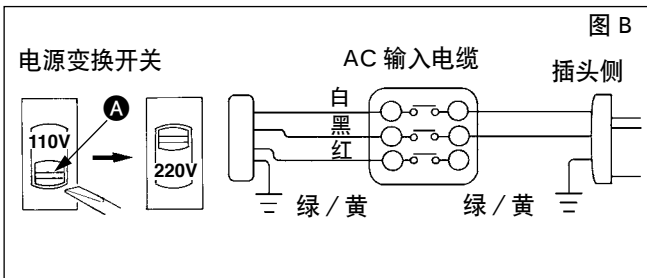 图 B
电源变换开关
AC 输入电缆
插头侧
A
110V
220V
白
黑
红
绿 / 黄
绿 / 黄